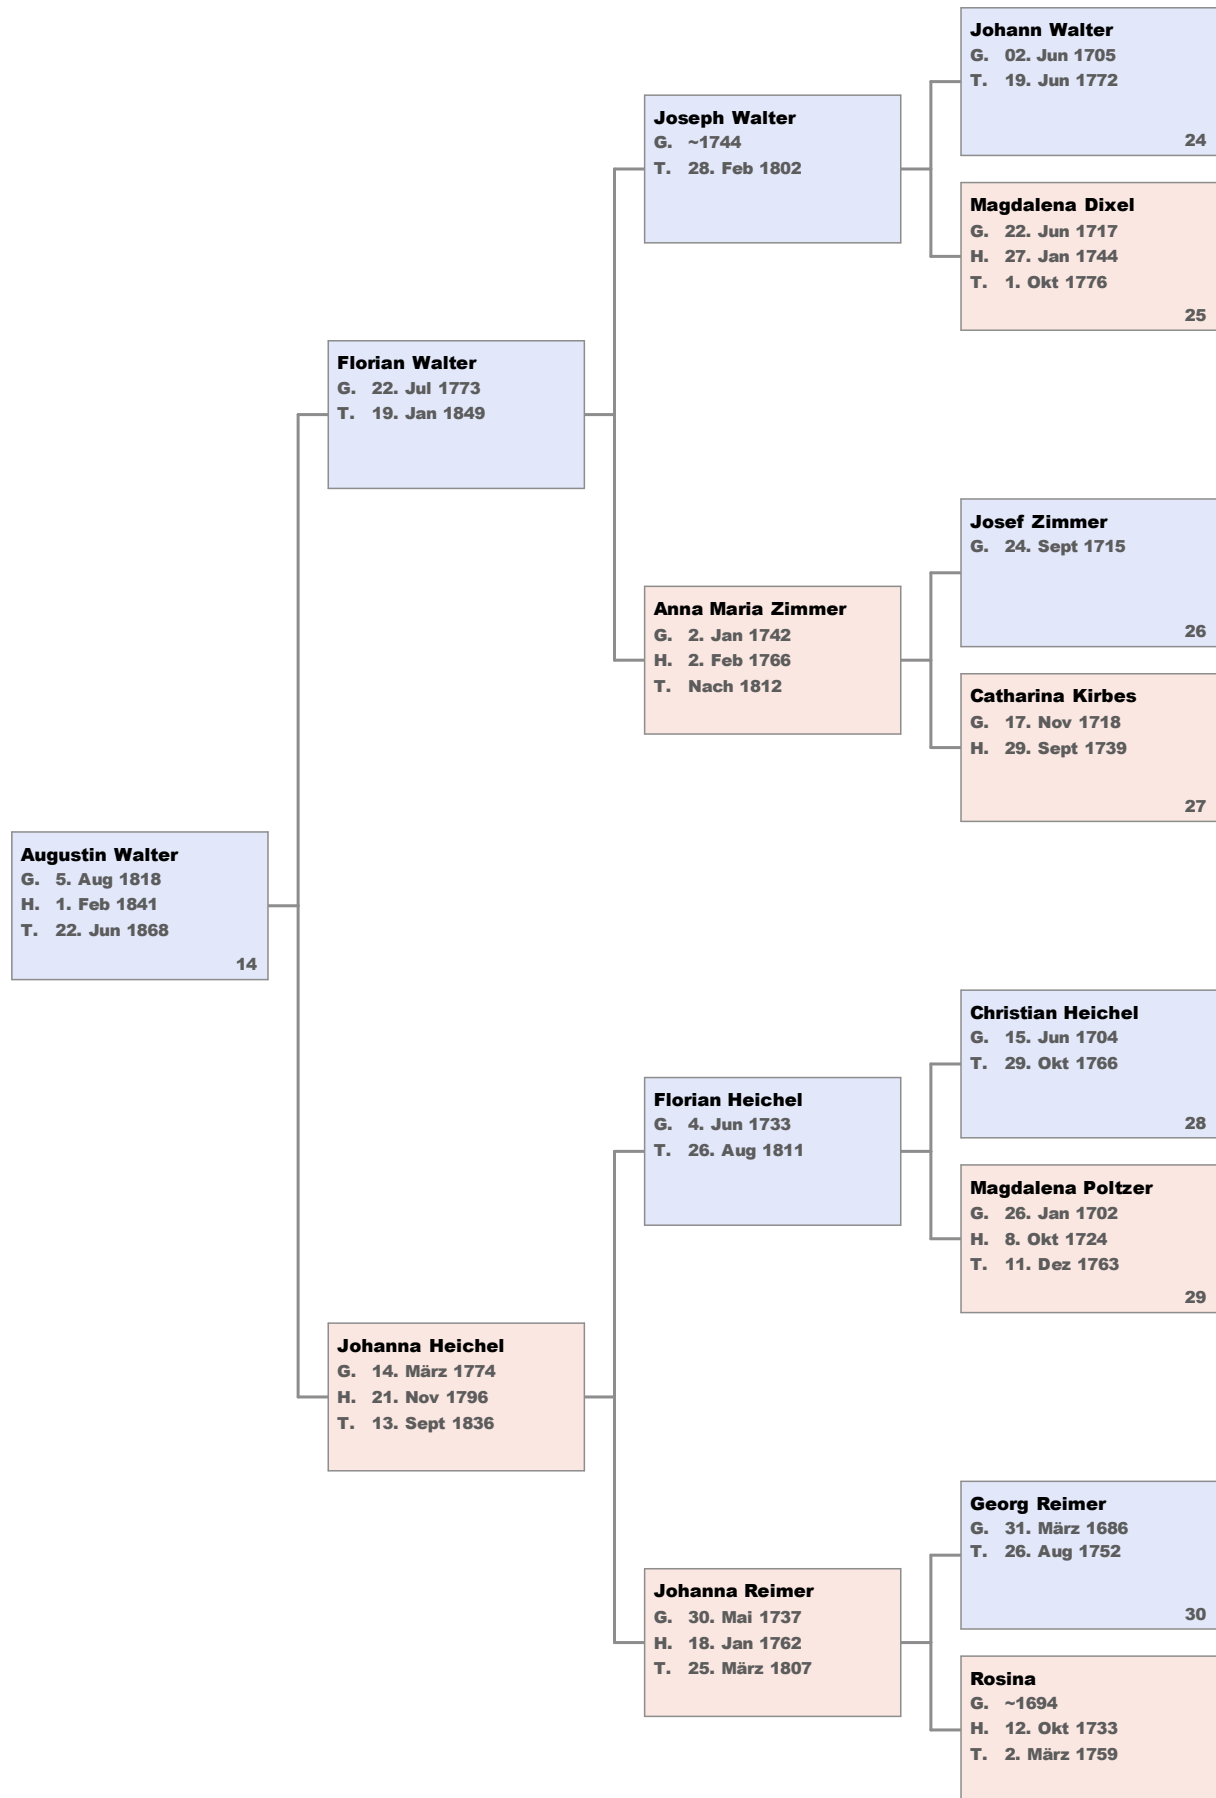 Johann Walter
G. 02. Jun 1705
T. 19. Jun 1772
24
Joseph Walter
G. ~1744
T. 28. Feb 1802
Magdalena Dixel
G. 22. Jun 1717
H. 27. Jan 1744
T. 1. Okt 1776
25
Florian Walter
G. 22. Jul 1773
T. 19. Jan 1849
Josef Zimmer
G. 24. Sept 1715
26
Anna Maria Zimmer
G. 2. Jan 1742
H. 2. Feb 1766
T. Nach 1812
Catharina Kirbes
G. 17. Nov 1718
H. 29. Sept 1739
27
Augustin Walter
G. 5. Aug 1818
H. 1. Feb 1841
T. 22. Jun 1868
14
Christian Heichel
G. 15. Jun 1704
T. 29. Okt 1766
28
Florian Heichel
G. 4. Jun 1733
T. 26. Aug 1811
Magdalena Poltzer
G. 26. Jan 1702
H. 8. Okt 1724
T. 11. Dez 1763
29
Johanna Heichel
G. 14. März 1774
H. 21. Nov 1796
T. 13. Sept 1836
Georg Reimer
G. 31. März 1686
T. 26. Aug 1752
30
Johanna Reimer
G. 30. Mai 1737
H. 18. Jan 1762
T. 25. März 1807
Rosina
G. ~1694
H. 12. Okt 1733
T. 2. März 1759